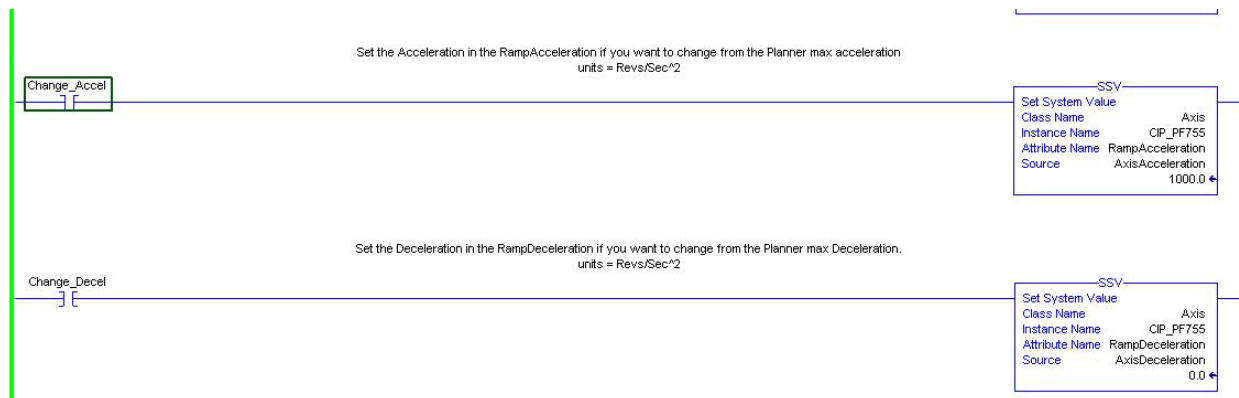 Set the Acceleration in the RampAcceleration if you want to change from the Planner max acceleration
units = Revs/Sec^2
Change_Accel
SSV
Set System Value
Class Name Axis
Instance Name CIP_PF755
Attribute Name RampAcceleration
Source AxisAcceleration
1000.0
Set the Deceleration in the RampDeceleration if you want to change from the Planner max Deceleration.
units = Revs/Sec^2
Change_Decel
SSV
Set System Value
Class Name Axis
Instance Name CIP_PF755
Attribute Name RampDeceleration
Source AxisDeceleration
0.0